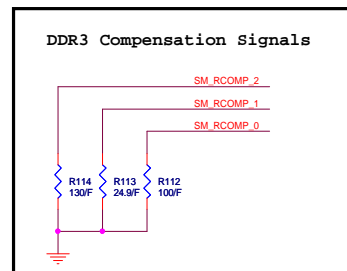 DDR3 Compensation Signals
SM_RCOMP_2
SM_RCOMP_1
SM_RCOMP_0
R114 R113 R112
130/F 24.9/F 100/F